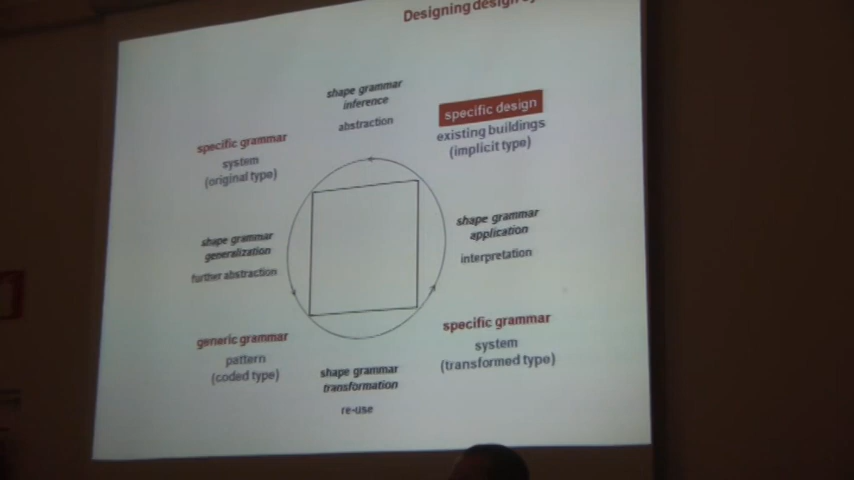 Designing design
shape grammar
inference
abstraction
specific design
existing buildings
(implicit type)
specific grammar
system
(original type)
shape grammar
application
interpretation
shape grammar
generalization
further abstraction
specific grammar
system
(transformed type)
generic grammar
pattern
(coded type)
shape grammar
transformation
re-use